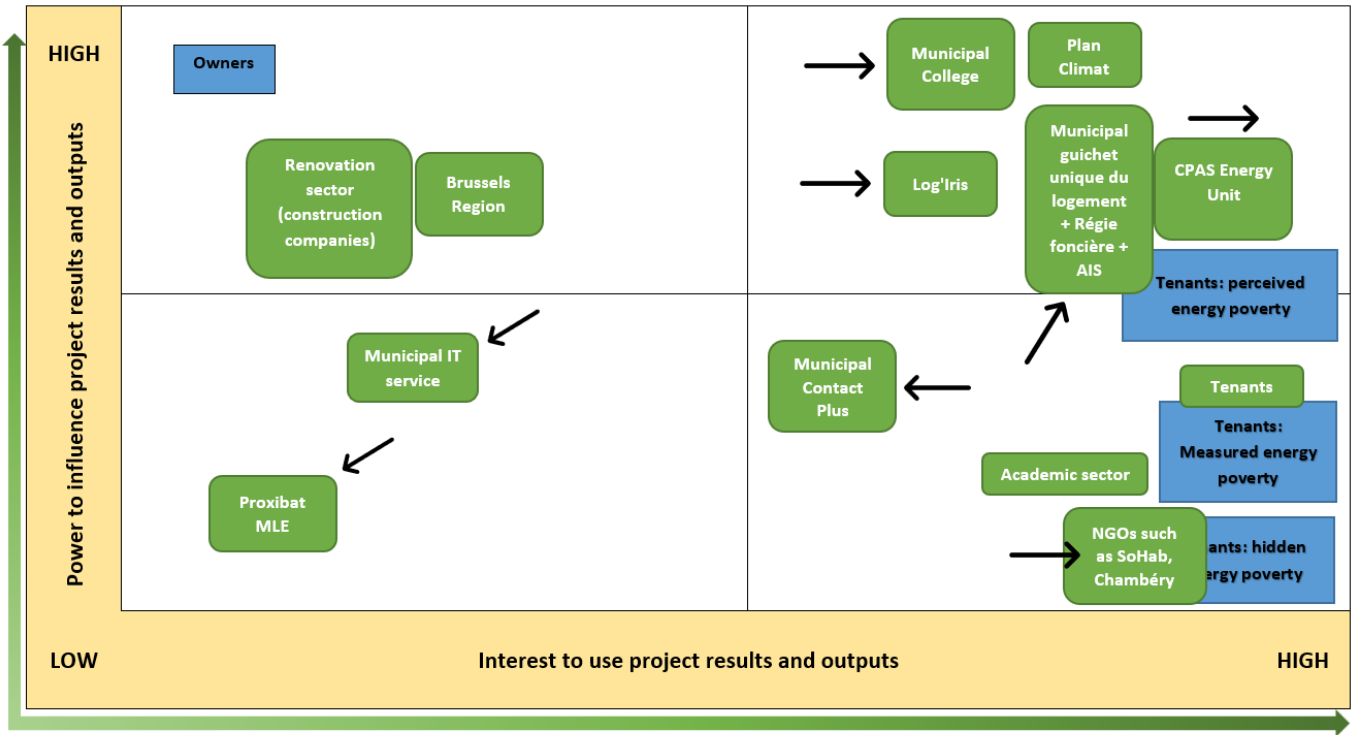 HIGH
Power to influence project results and outputs
Owners
Renovation
sector
(construction
companies)
Brussels
Region
Municipal
College
Plan
Climat
Log'Iris
Municipal
guichet
unique du
logement
+ Régie
foncière +
AIS
CPAS Energy
Unit
Tenants: perceived
energy poverty
Municipal IT
service
Proxibat
MLE
Municipal
Contact
Plus
Tenants
Tenants:
Measured energy
poverty
Academic sector
NGOs such
as SoHab,
Chambéry
hidden
poverty
LOW
Interest to use project results and outputs
HIGH